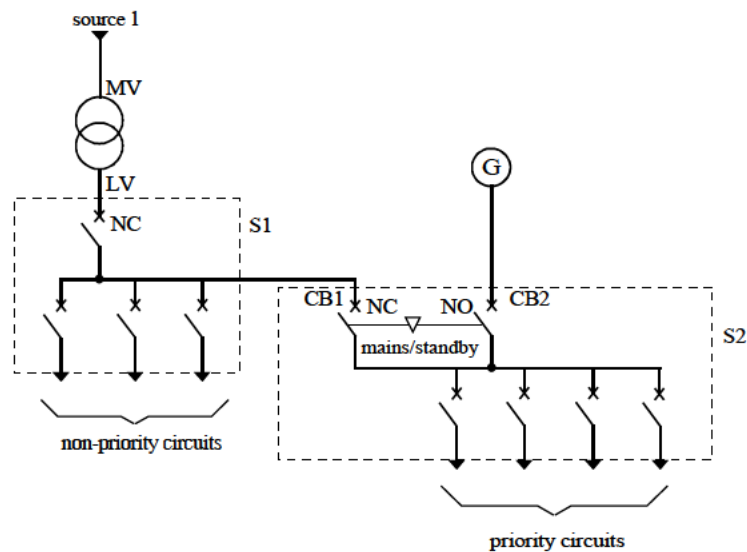 source 1
MV
LV
NC
S1
G
CB1
NC
NO
CB2
S2
mains/standby
non-priority circuits
priority circuits